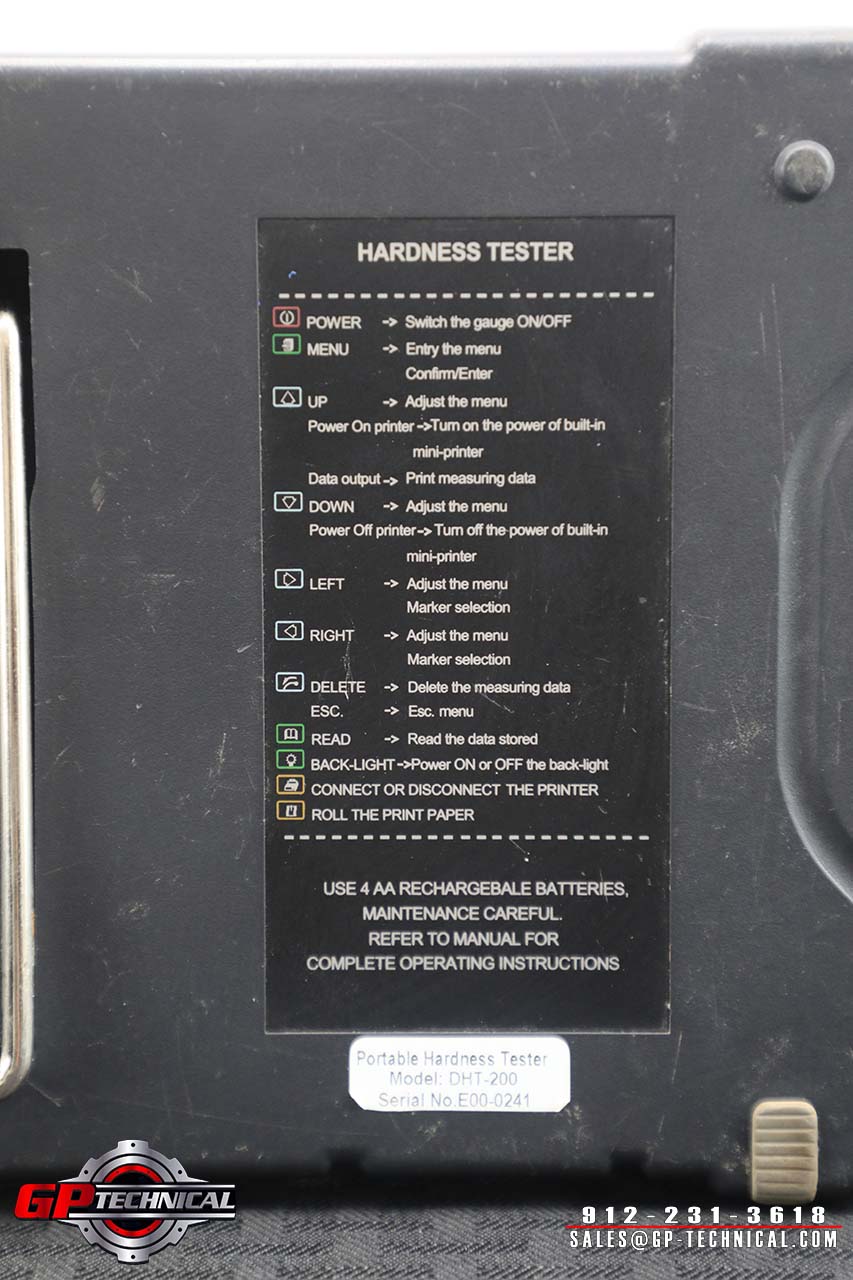 HARDNESS TESTER
POWER -> Switch the gauge ON/OFF
MENU -> Entry the menu
Confirm/Enter
UP -> Adjust the menu
Power On printer ->Turn on the power of built-in
mini-printer
Data output -> Print measuring data
DOWN -> Adjust the menu
Power Off printer -> Turn off the power of built-in
mini-printer
LEFT -> Adjust the menu
Marker selection
RIGHT -> Adjust the menu
Marker selection
DELETE -> Delete the measuring data
ESC. -> Esc. menu
READ -> Read the data stored
BACK-LIGHT ->Power ON or OFF the back-light
CONNECT OR DISCONNECT THE PRINTER
ROLL THE PRINT PAPER
USE 4 AA RECHARGEBALE BATTERIES,
MAINTENANCE CAREFUL.
REFER TO MANUAL FOR
COMPLETE OPERATING INSTRUCTIONS
Portable Hardness Tester
Model: DHT-200
Serial No.E00-0241
GP TECHNICAL
912-231-3618
SALES@GP-TECHNICAL.COM